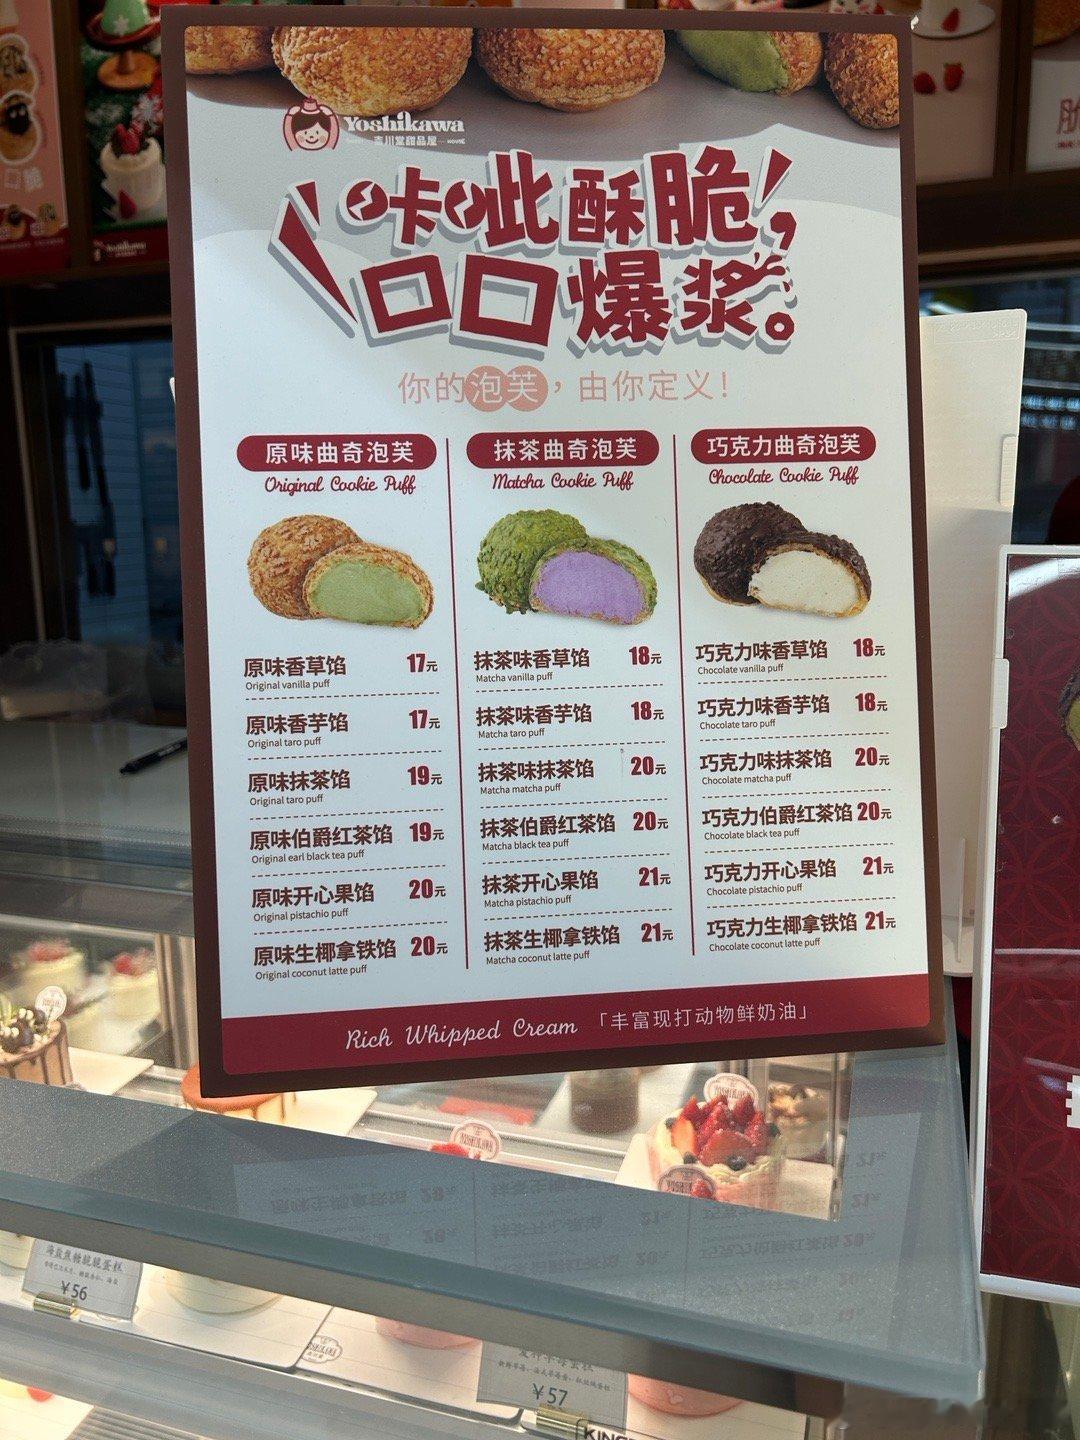 Yoshikawa
吉川堂甜品屋
HOUSE
咔呲酥脆，
口口爆浆。
你的泡芙，由你定义！
原味曲奇泡芙
Original Cookie Puff
原味香草馅 17元
Original vanilla puff
原味香芋馅 17元
Original taro puff
原味抹茶馅 19元
Original taro puff
原味伯爵红茶馅 19元
Original earl black tea puff
原味开心果馅 20元
Original pistachio puff
原味生椰拿铁馅 20元
Original coconut latte puff
抹茶曲奇泡芙
Matcha Cookie Puff
抹茶味香草馅 18元
Matcha vanilla puff
抹茶味香芋馅 18元
Matcha taro puff
抹茶味抹茶馅 20元
Matcha matcha puff
抹茶伯爵红茶馅 20元
Matcha black tea puff
抹茶开心果馅 21元
Matcha pistachio puff
抹茶生椰拿铁馅 21元
Matcha coconut latte puff
巧克力曲奇泡芙
Chocolate Cookie Puff
巧克力味香草馅 18元
Chocolate vanilla puff
巧克力味香芋馅 18元
Chocolate taro puff
巧克力味抹茶馅 20元
Chocolate matcha puff
巧克力伯爵红茶馅 20元
Chocolate black tea puff
巧克力开心果馅 21元
Chocolate pistachio puff
巧克力生椰拿铁馅 21元
Chocolate coconut latte puff
Rich Whipped Cream 「丰富现打动物鲜奶油」
海盐焦糖脆脆蛋糕
¥56
¥57